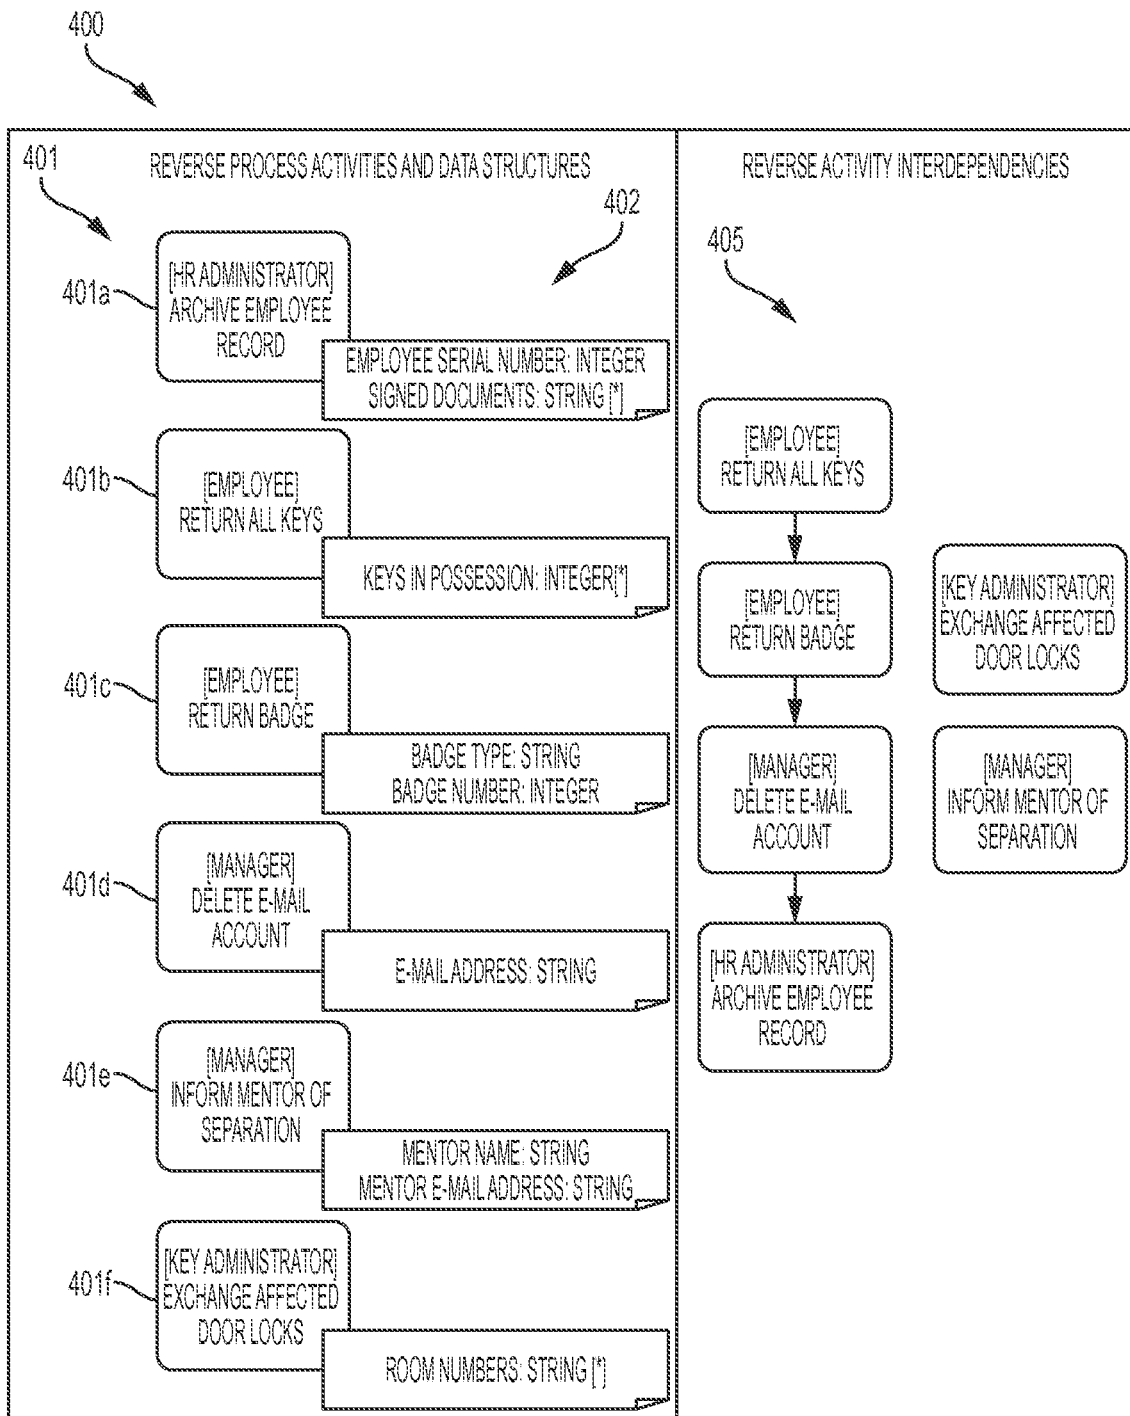 400
401
REVERSE PROCESS ACTIVITIES AND DATA STRUCTURES
402
401a
[HR ADMINISTRATOR]
ARCHIVE EMPLOYEE
RECORD
EMPLOYEE SERIAL NUMBER: INTEGER
SIGNED DOCUMENTS: STRING [*]
401b
[EMPLOYEE]
RETURN ALL KEYS
KEYS IN POSSESSION: INTEGER[*]
401c
[EMPLOYEE]
RETURN BADGE
BADGE TYPE: STRING
BADGE NUMBER: INTEGER
401d
[MANAGER]
DELETE E-MAIL
ACCOUNT
E-MAIL ADDRESS: STRING
401e
[MANAGER]
INFORM MENTOR OF
SEPARATION
MENTOR NAME: STRING
MENTOR E-MAIL ADDRESS: STRING
401f
[KEY ADMINISTRATOR]
EXCHANGE AFFECTED
DOOR LOCKS
ROOM NUMBERS: STRING [*]
REVERSE ACTIVITY INTERDEPENDENCIES
405
[EMPLOYEE]
RETURN ALL KEYS
[EMPLOYEE]
RETURN BADGE
[KEY ADMINISTRATOR]
EXCHANGE AFFECTED
DOOR LOCKS
[MANAGER]
DELETE E-MAIL
ACCOUNT
[MANAGER]
INFORM MENTOR OF
SEPARATION
[HR ADMINISTRATOR]
ARCHIVE EMPLOYEE
RECORD